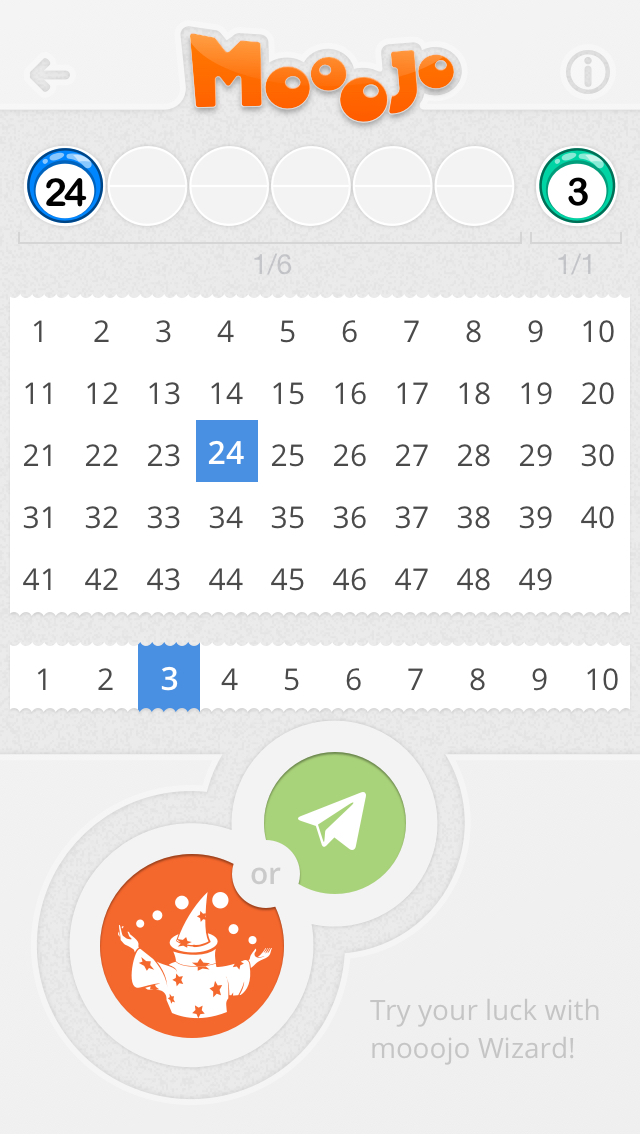 Mooojo
24 3
1/6 1/1
1 2 3 4 5 6 7 8 9 10
11 12 13 14 15 16 17 18 19 20
21 22 23 24 25 26 27 28 29 30
31 32 33 34 35 36 37 38 39 40
41 42 43 44 45 46 47 48 49
1 2 3 4 5 6 7 8 9 10
or
Try your luck with
mooojo Wizard!